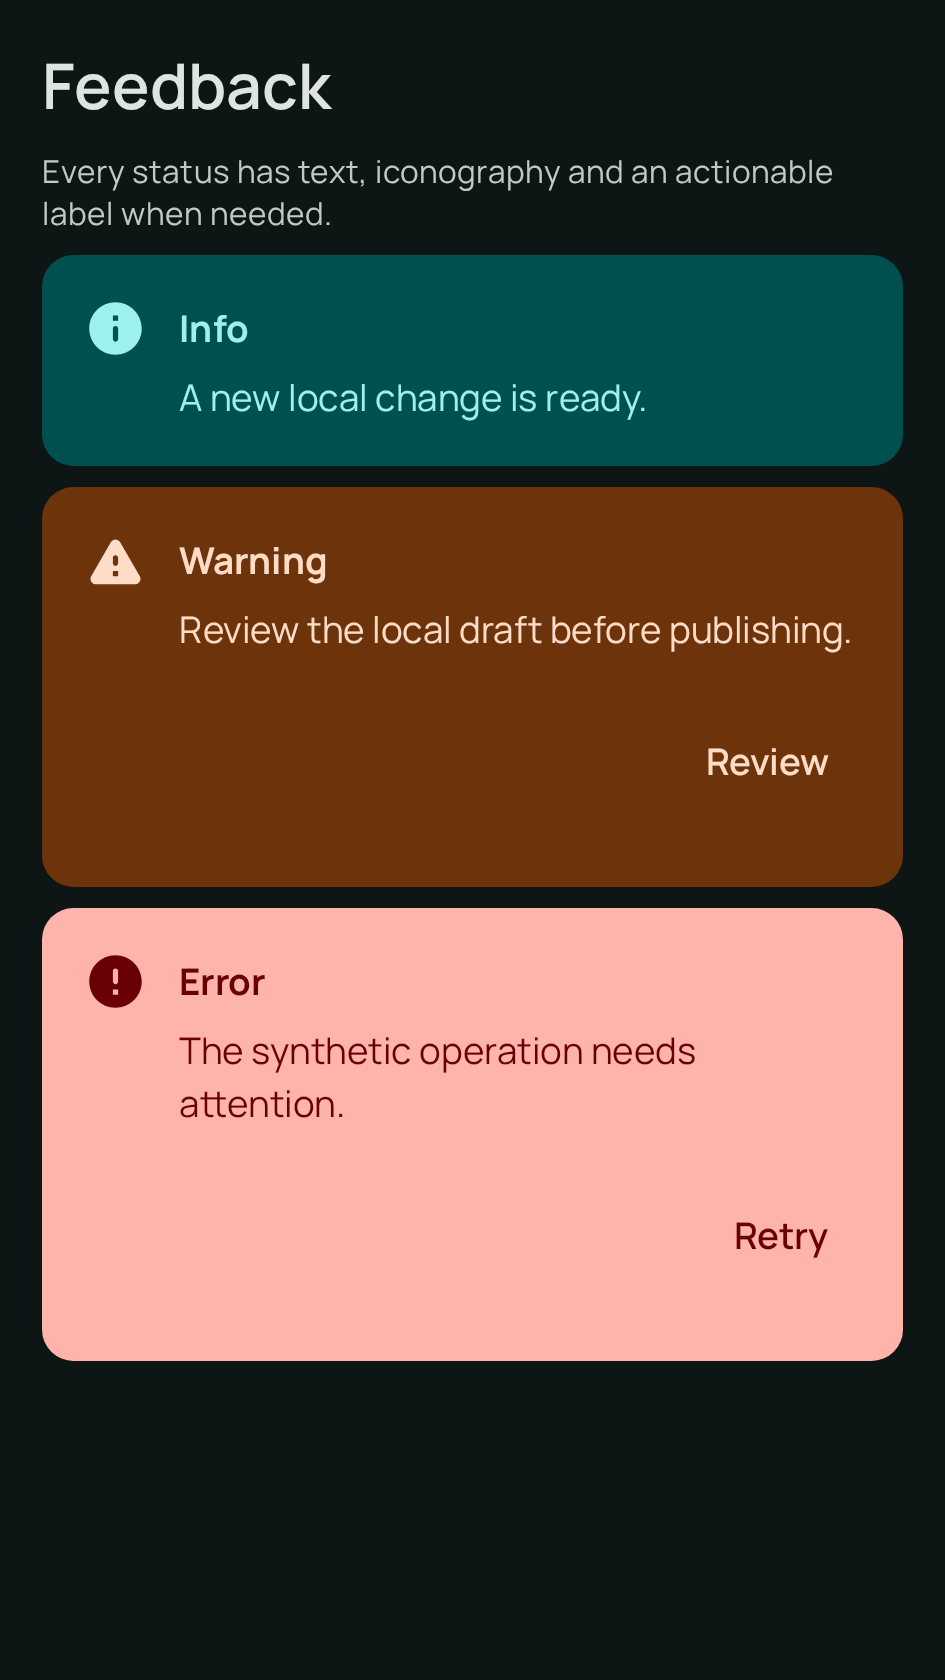 Feedback
Every status has text, iconography and an actionable
label when needed.
Info
A new local change is ready.
Warning
Review the local draft before publishing.
Review
Error
The synthetic operation needs
attention.
Retry